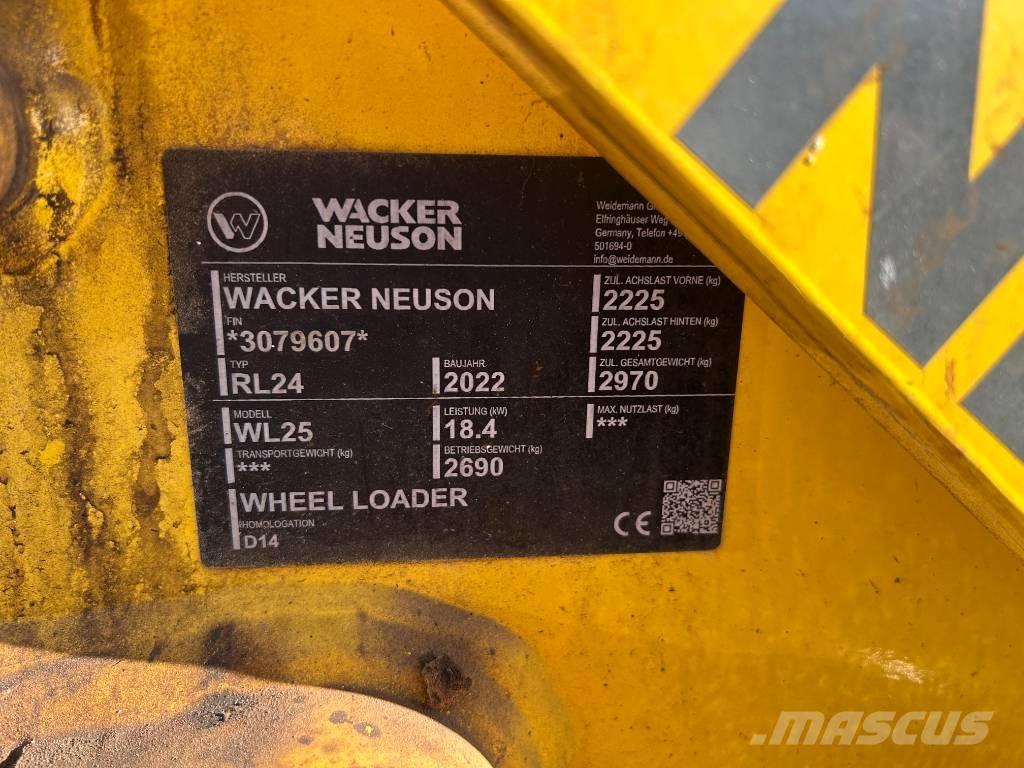 WACKER
NEUSON
Weidemann
Elfringhäuser Weg
Germany, Telefon +49
501694-0
info@weidemann.de
HERSTELLER
WACKER NEUSON
FIN
*3079607*
TYP
RL24
BAUJAHR
2022
ZUL. ACHSLAST VORNE (kg)
2225
ZUL. ACHSLAST HINTEN (kg)
2225
ZUL. GESAMTGEWICHT (kg)
2970
MODELL
WL25
LEISTUNG (kW)
18.4
MAX. NUTZLAST (kg)
***
TRANSPORTGEWICHT (kg)
***
BETRIEBSGEWICHT (kg)
2690
WHEEL LOADER
HOMOLOGATION
D14
CE
MASCUS